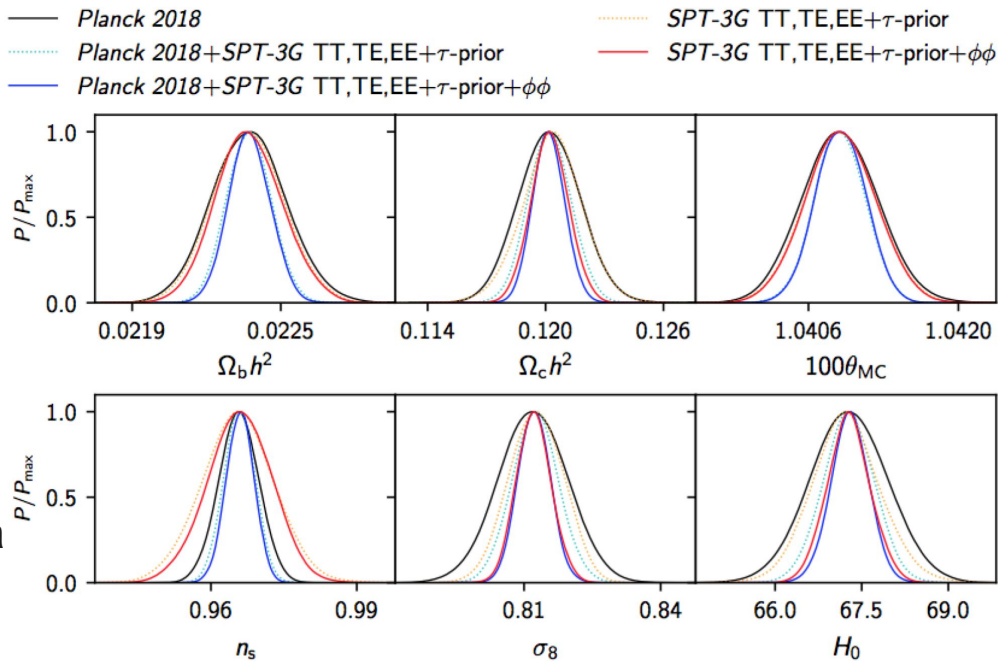 Planck 2018
SPT-3G TT,TE,EE+τ-prior
Planck 2018+SPT-3G TT,TE,EE+τ-prior
SPT-3G TT,TE,EE+τ-prior+ϕϕ
Planck 2018+SPT-3G TT,TE,EE+τ-prior+ϕϕ
P/Pmax
1.0
0.5
0.0
0.0219 0.0225 0.114 0.120 0.126 1.0406 1.0420
Ωbh² Ωch² 100θMC
P/Pmax
1.0
0.5
0.0
0.96 0.99 0.81 0.84 66.0 67.5 69.0
ns σ8 H0